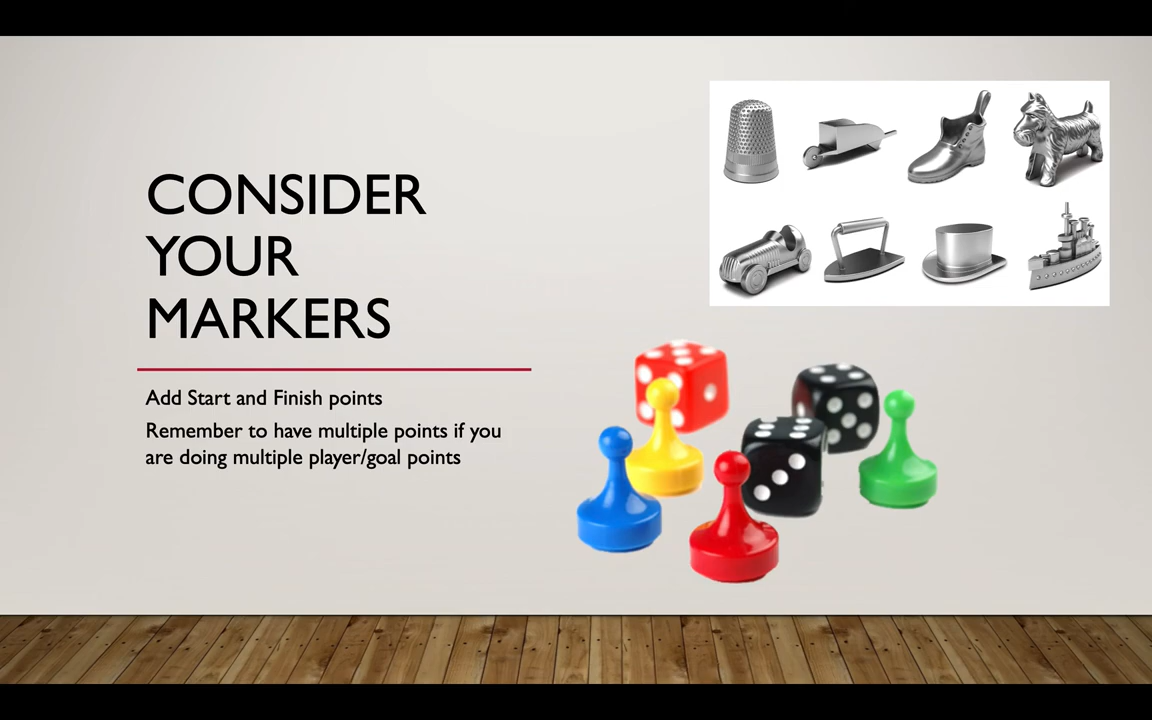 CONSIDER
YOUR
MARKERS
Add Start and Finish points
Remember to have multiple points if you
are doing multiple player/goal points